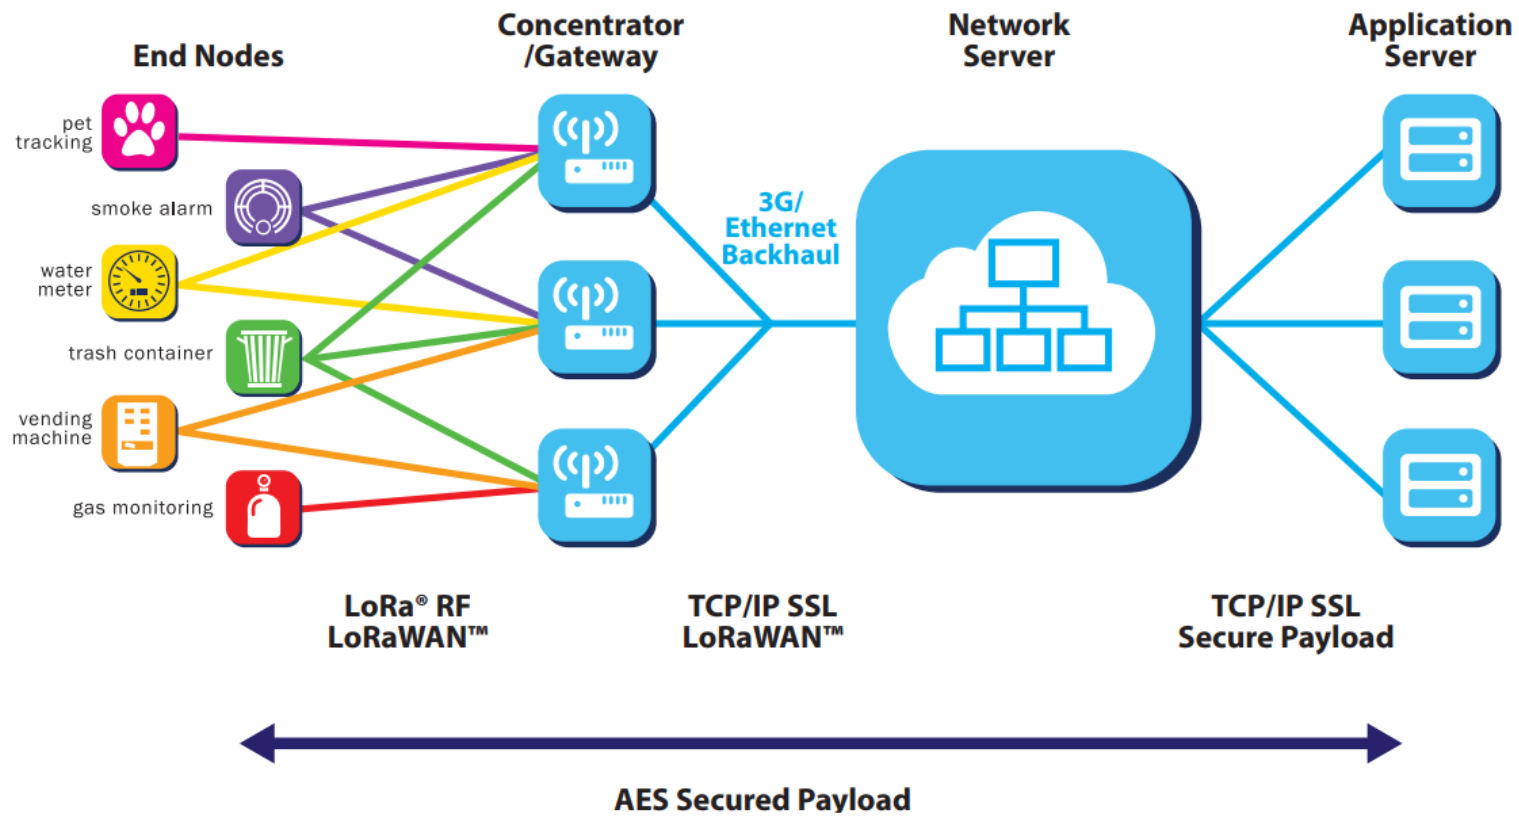 End Nodes
Concentrator
/Gateway
Network
Server
Application
Server
pet
tracking
smoke alarm
water
meter
trash container
vending
machine
gas monitoring
3G/
Ethernet
Backhaul
LoRa® RF
LoRaWAN™
TCP/IP SSL
LoRaWAN™
TCP/IP SSL
Secure Payload
AES Secured Payload